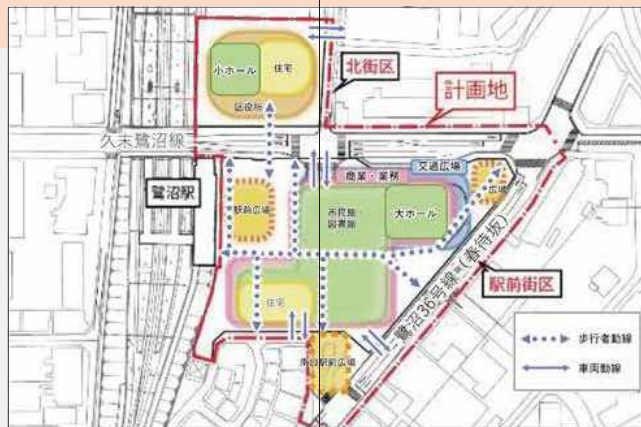 小ホール
住宅
区役所
北街区
計画地
久末鷺沼線
鷺沼駅
商業・業務
交通広場
広場
駅前広場
市民館・
図書館
大ホール
鷺沼36号線(春待坂)
駅前街区
住宅
歩行者動線
車両動線